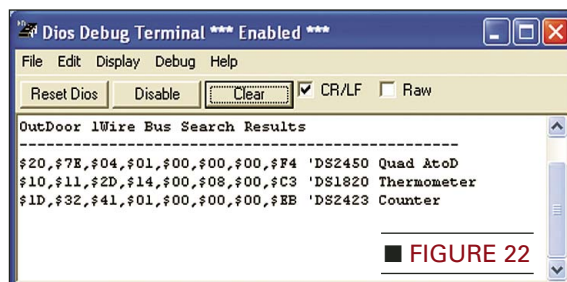 Dios Debug Terminal *** Enabled ***
File Edit Display Debug Help
Reset Dios Disable Clear CR/LF Raw
OutDoor 1Wire Bus Search Results
----------------------------------------------------
$20,$7E,$04,$01,$00,$00,$00,$F4 'DS2450 Quad AtoD
$10,$11,$2D,$14,$00,$08,$00,$C3 'DS1820 Thermometer
$1D,$32,$41,$01,$00,$00,$00,$EB 'DS2423 Counter
■ FIGURE 22